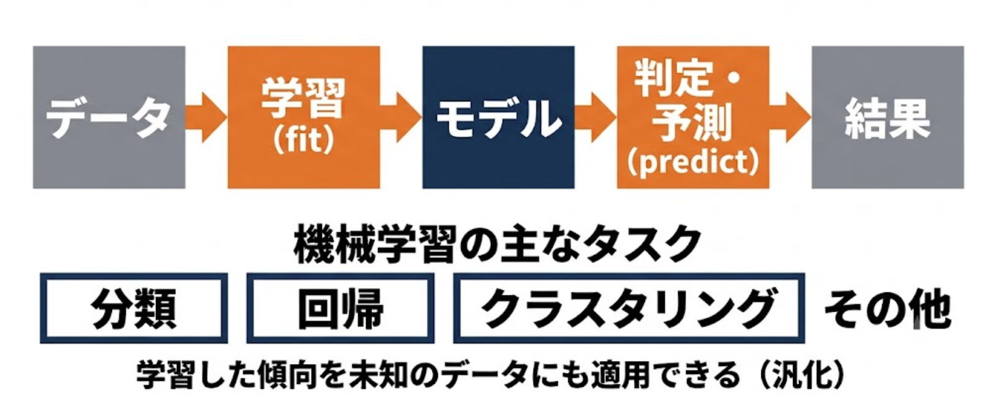 データ
学習
(fit)
モデル
判定・
予測
(predict)
結果
機械学習の主なタスク
分類
回帰
クラスタリング
その他
学習した傾向を未知のデータにも適用できる（汎化）